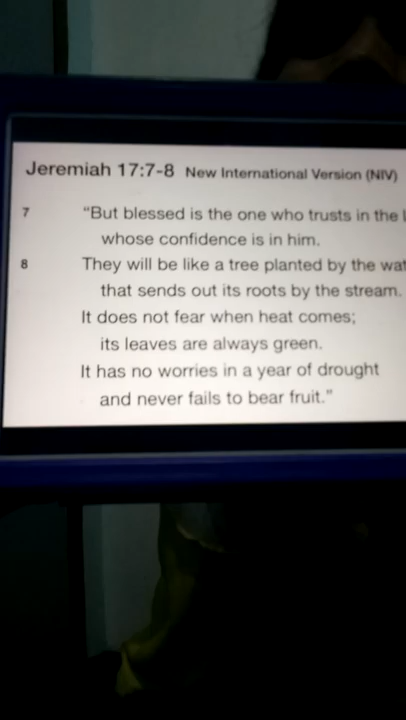 Jeremiah 17:7-8 New International Version (NIV)
7 “But blessed is the one who trusts in the
whose confidence is in him.
8 They will be like a tree planted by the
that sends out its roots by the stream.
It does not fear when heat comes;
its leaves are always green.
It has no worries in a year of drought
and never fails to bear fruit.”